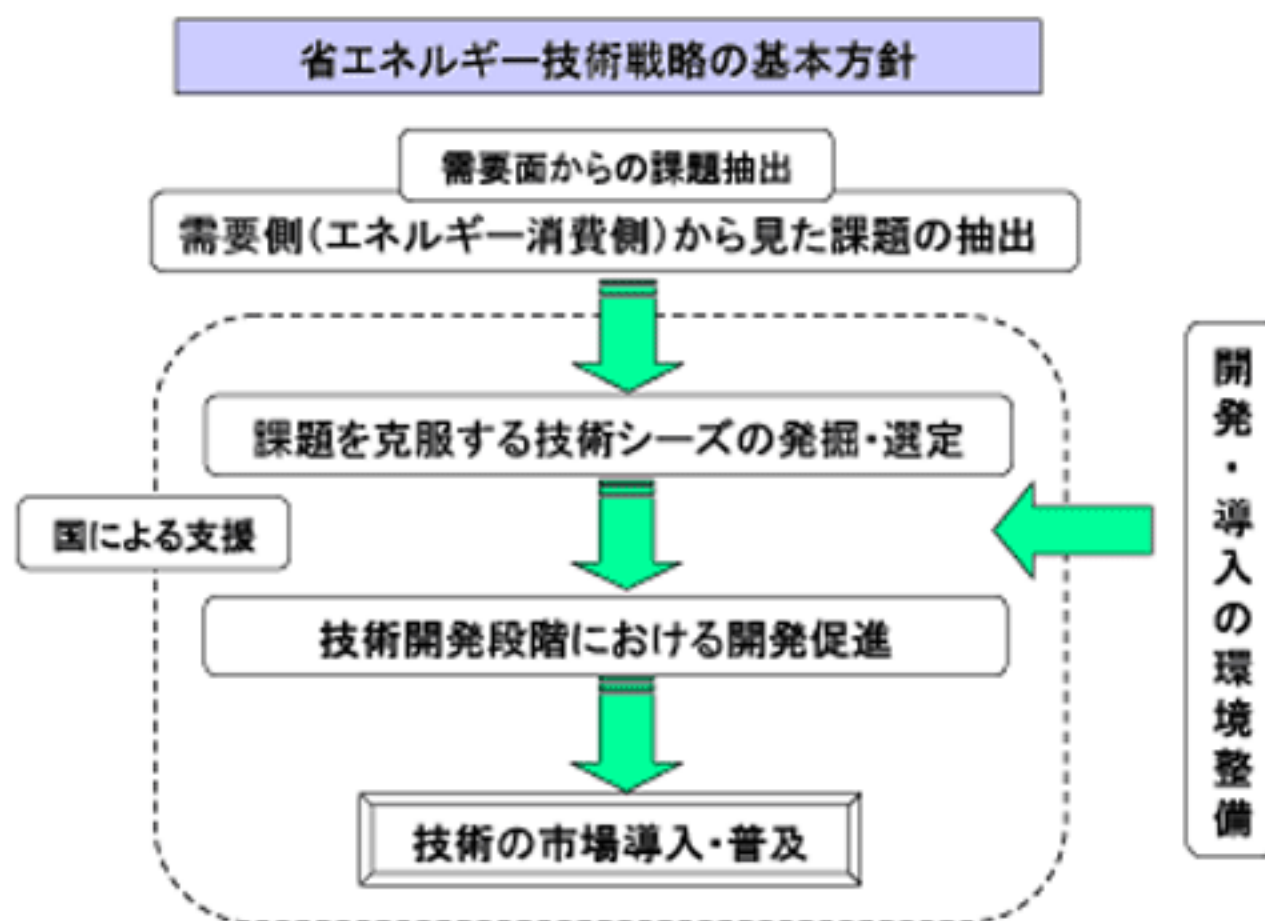 省エネルギー技術戦略の基本方針
需要面からの課題抽出
需要側(エネルギー消費側)から見た課題の抽出
課題を克服する技術シーズの発掘・選定
国による支援
技術開発段階における開発促進
技術の市場導入・普及
開発・導入の環境整備